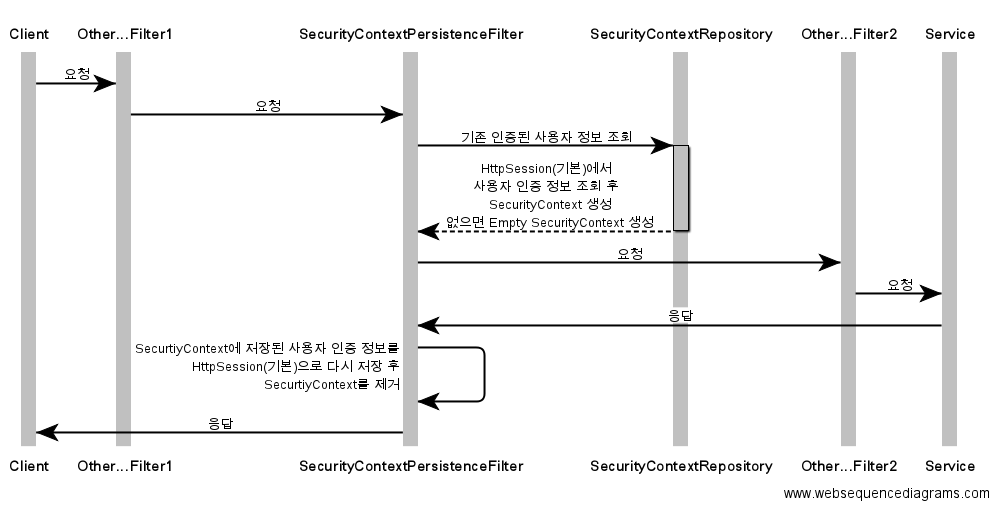 Client Other...Filter1 SecurityContextPersistenceFilter SecurityContextRepository Other...Filter2 Service
요청
요청
기존 인증된 사용자 정보 조회
HttpSession(기본)에서
사용자 인증 정보 조회 후
SecurityContext 생성
없으면 Empty SecurityContext 생성
요청
요청
응답
SecurtiyContext에 저장된 사용자 인증 정보를
HttpSession(기본)으로 다시 저장 후
SecurtiyContext를 제거
응답
Client Other...Filter1 SecurityContextPersistenceFilter SecurityContextRepository Other...Filter2 Service
www.websequencediagrams.com